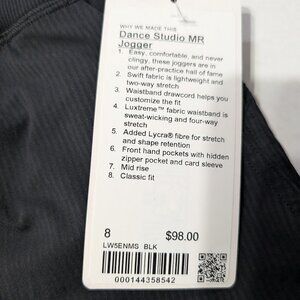 WHY WE MADE THIS
Dance Studio MR
Jogger
1. Easy, comfortable, and never
clingy, these joggers are in
our after-practice hall of fame
2. Swift fabric is lightweight and
two-way stretch
3. Waistband drawcord helps you
customize the fit
4. Luxtreme™ fabric waistband is
sweat-wicking and four-way
stretch
5. Added Lycra® fibre for stretch
and shape retention
6. Front hand pockets with hidden
zipper pocket and card sleeve
7. Mid rise
8. Classic fit
8 $98.00
LW5ENMS BLK
000144358542